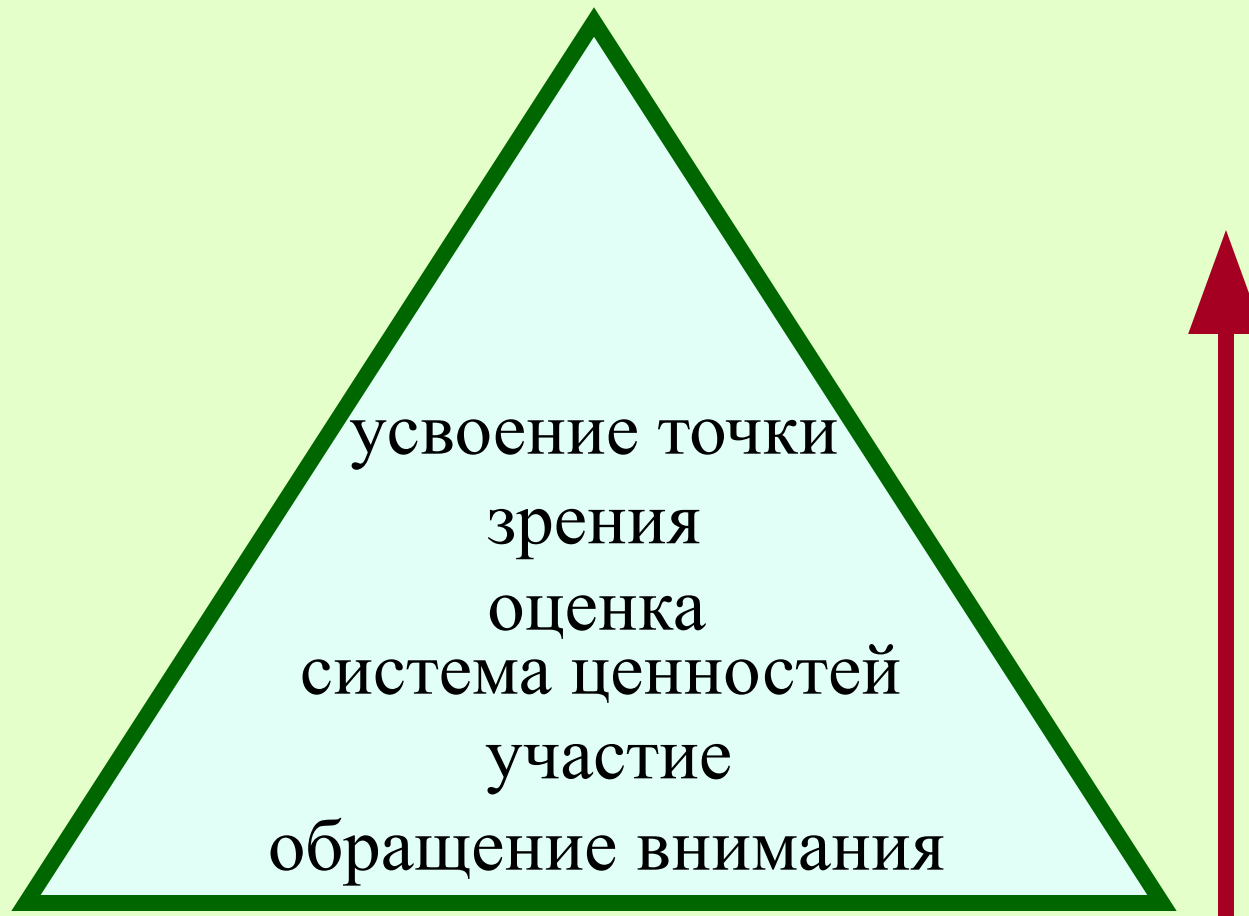 усвоение точки
зрения
оценка
система ценностей
участие
обращение внимания